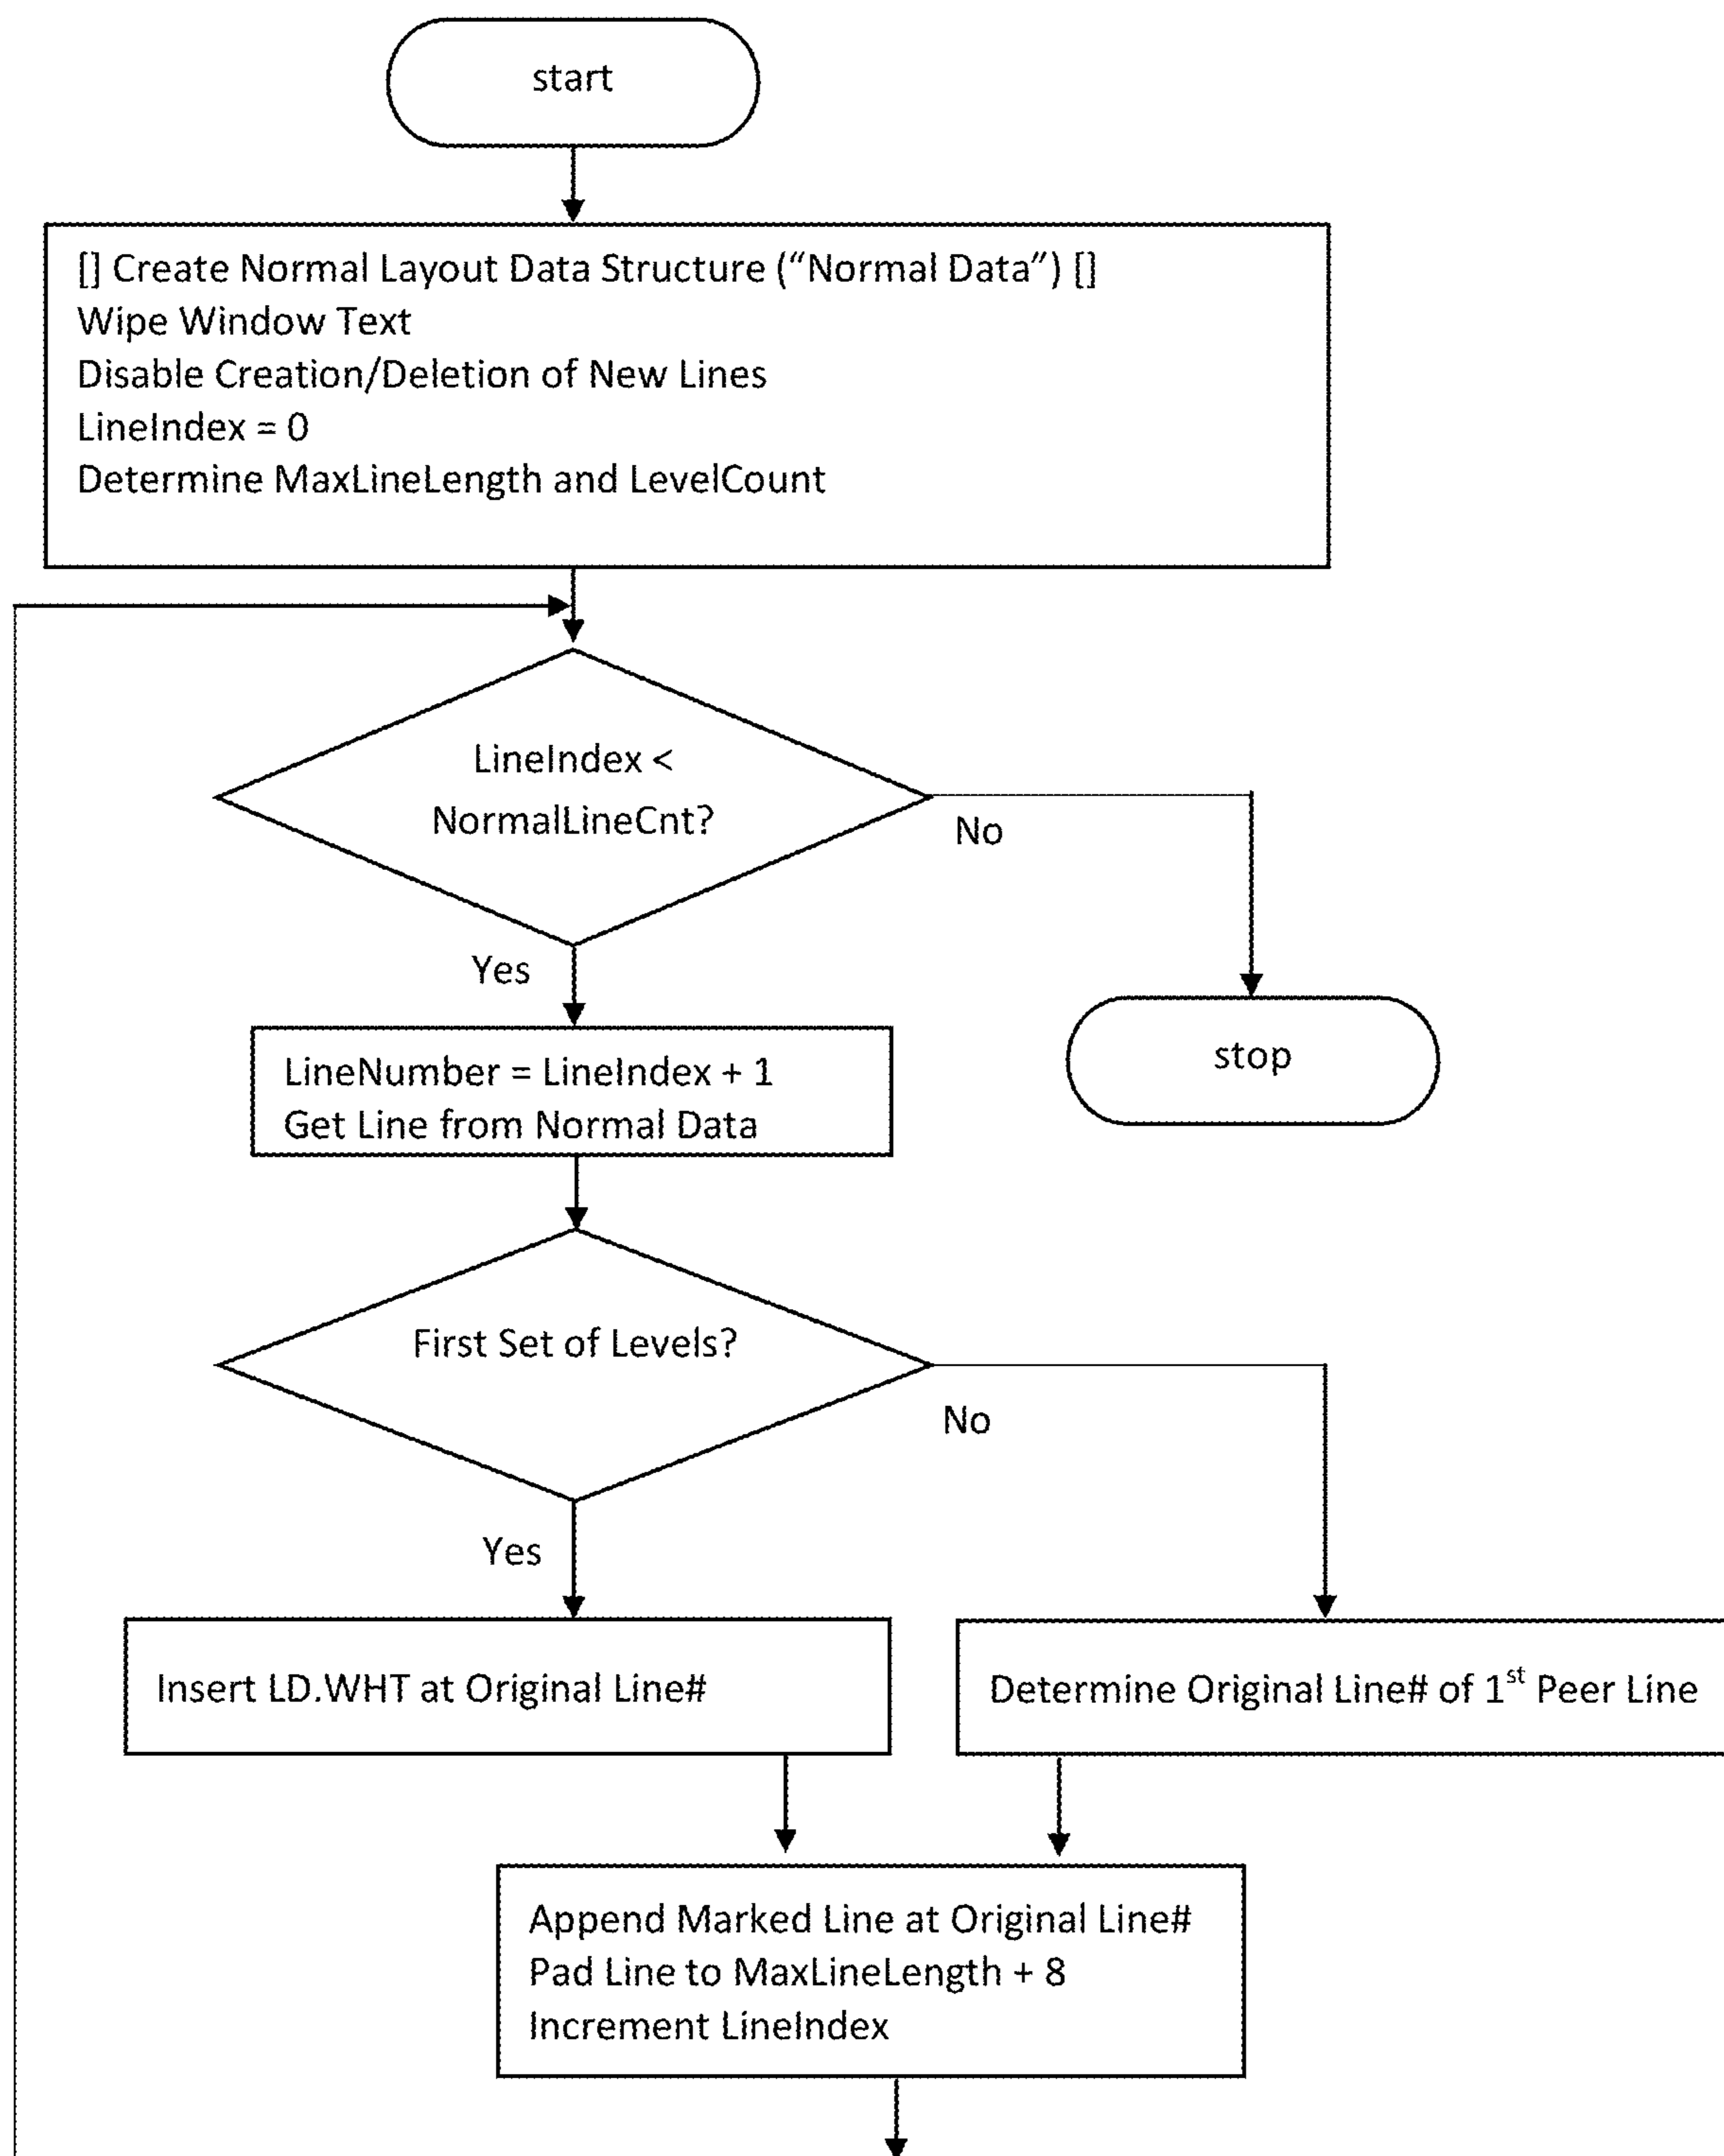 start
[] Create Normal Layout Data Structure (“Normal Data”) []
Wipe Window Text
Disable Creation/Deletion of New Lines
LineIndex = 0
Determine MaxLineLength and LevelCount
LineIndex <
NormalLineCnt?
No
Yes
LineNumber = LineIndex + 1
Get Line from Normal Data
stop
First Set of Levels?
No
Yes
Insert LD.WHT at Original Line#
Determine Original Line# of 1st Peer Line
Append Marked Line at Original Line#
Pad Line to MaxLineLength + 8
Increment LineIndex